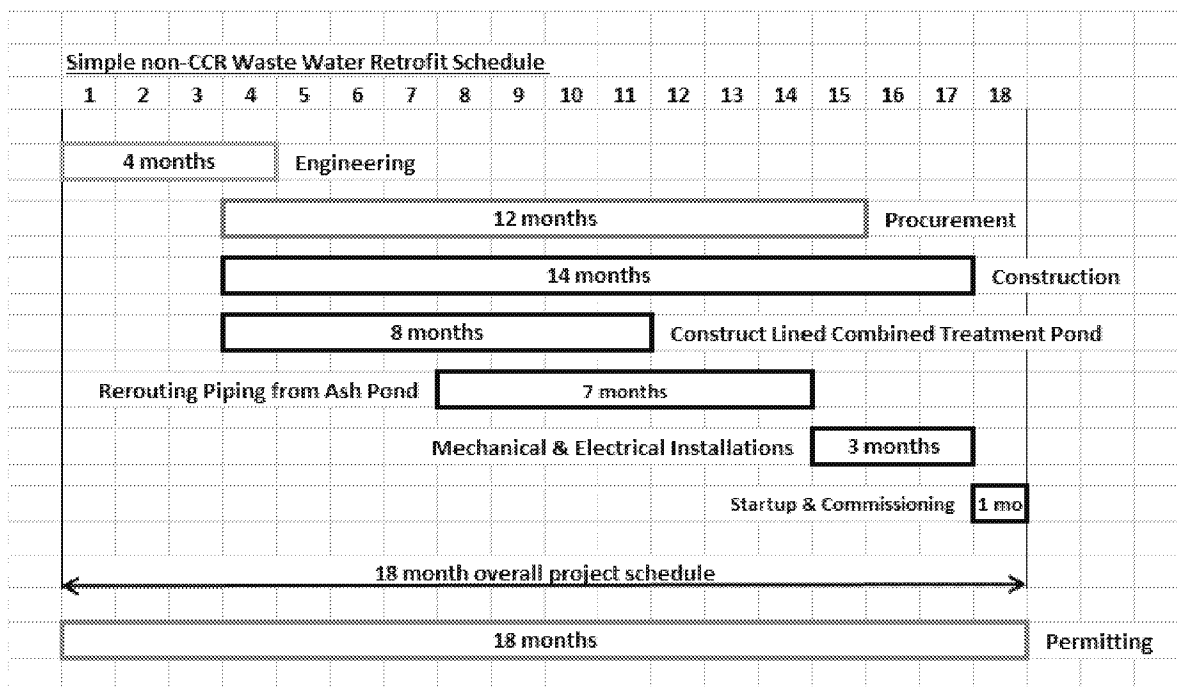 Simple non-CCR Waste Water Retrofit Schedule
1 2 3 4 5 6 7 8 9 10 11 12 13 14 15 16 17 18
4 months Engineering
12 months Procurement
14 months Construction
8 months Construct Lined Combined Treatment Pond
Rerouting Piping from Ash Pond 7 months
Mechanical & Electrical Installations 3 months
Startup & Commissioning 1 mo
18 month overall project schedule
18 months Permitting